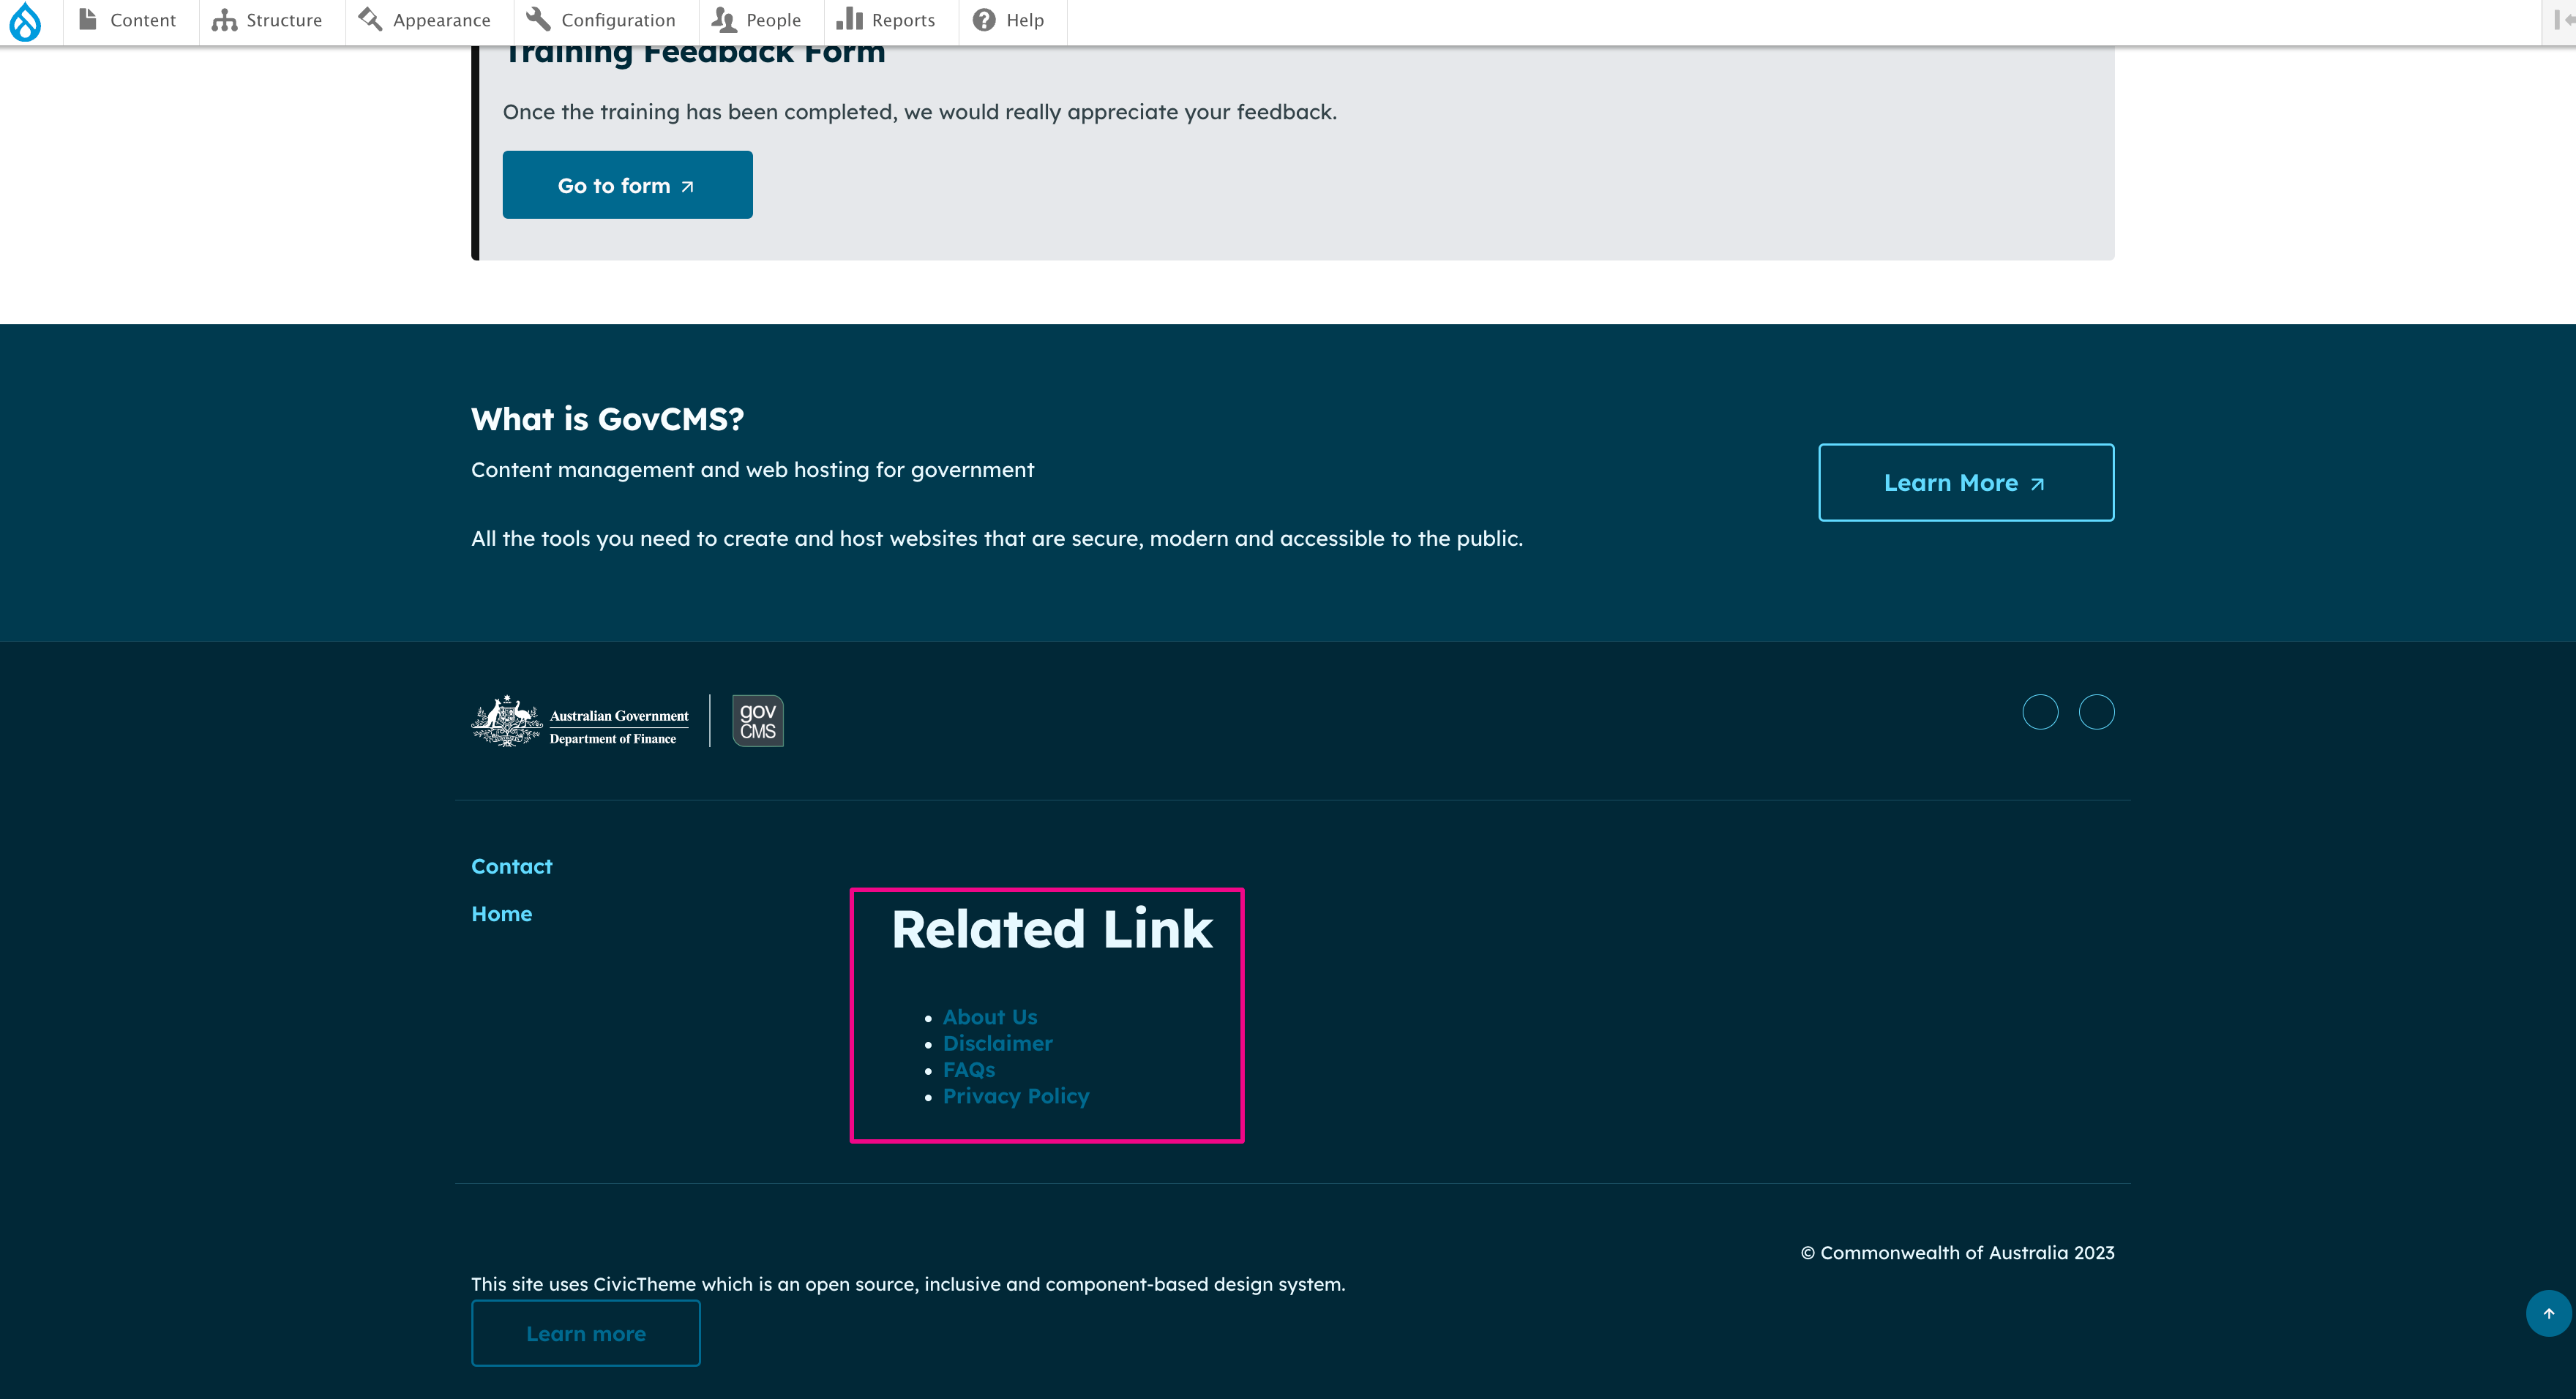 Content Structure Appearance Configuration People Reports Help
Training Feedback Form
Once the training has been completed, we would really appreciate your feedback.
Go to form
What is GovCMS?
Content management and web hosting for government
All the tools you need to create and host websites that are secure, modern and accessible to the public.
Learn More
Australian Government
Department of Finance
gov
CMS
Contact
Home
Related Link
About Us
Disclaimer
FAQs
Privacy Policy
© Commonwealth of Australia 2023
This site uses CivicTheme which is an open source, inclusive and component-based design system.
Learn more